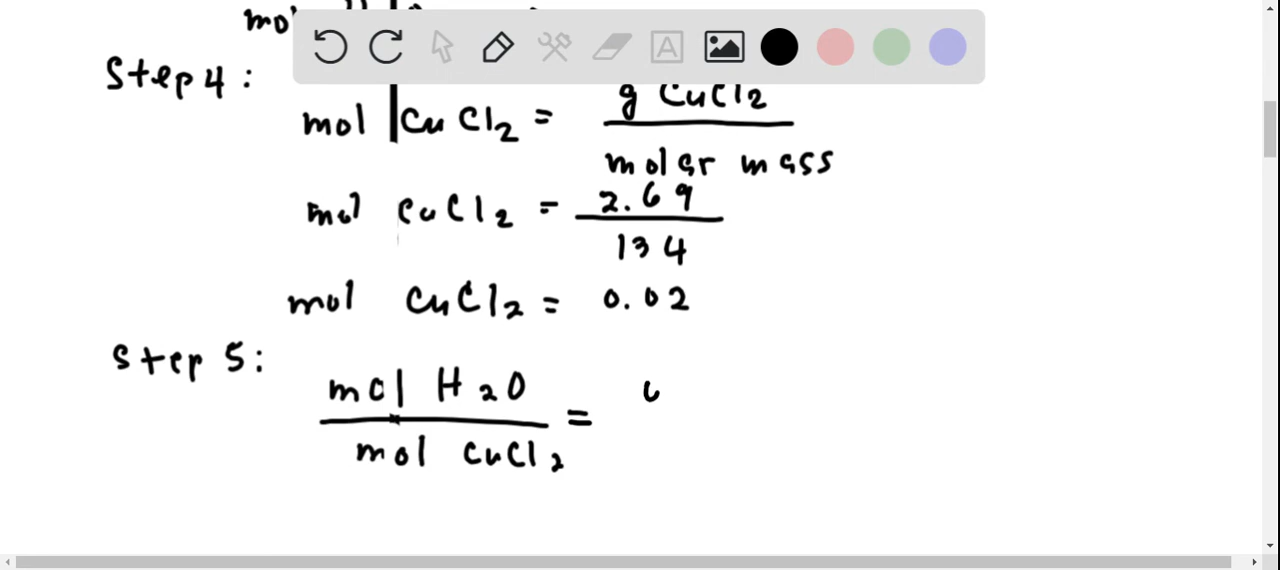 Step 4:
mol CuCl2 = g CuCl2 / molar mass
mol CuCl2 = 2.69 / 134
mol CuCl2 = 0.02
Step 5:
mol H2O / mol CuCl2 =
A